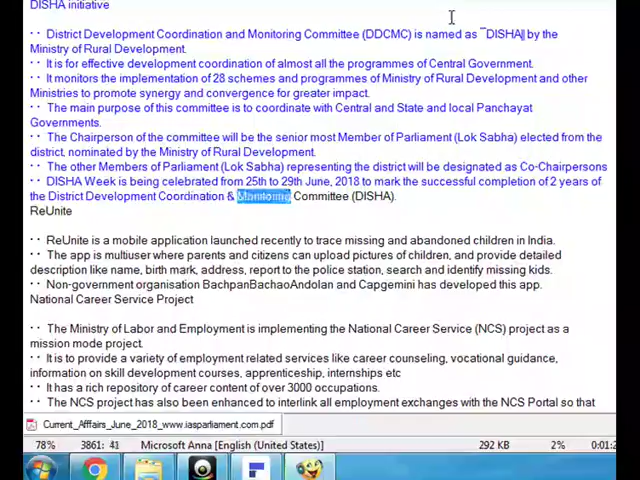 DISHA initiative
·· District Development Coordination and Monitoring Committee (DDCMC) is named as ¯DISHA‖ by the
Ministry of Rural Development.
·· It is for effective development coordination of almost all the programmes of Central Government.
·· It monitors the implementation of 28 schemes and programmes of Ministry of Rural Development and other
Ministries to promote synergy and convergence for greater impact.
·· The main purpose of this committee is to coordinate with Central and State and local Panchayat
Governments.
·· The Chairperson of the committee will be the senior most Member of Parliament (Lok Sabha) elected from the
district, nominated by the Ministry of Rural Development.
·· The other Members of Parliament (Lok Sabha) representing the district will be designated as Co-Chairpersons
·· DISHA Week is being celebrated from 25th to 29th June, 2018 to mark the successful completion of 2 years of
the District Development Coordination & Monitoring Committee (DISHA).
ReUnite
·· ReUnite is a mobile application launched recently to trace missing and abandoned children in India.
·· The app is multiuser where parents and citizens can upload pictures of children, and provide detailed
description like name, birth mark, address, report to the police station, search and identify missing kids.
·· Non-government organisation BachpanBachaoAndolan and Capgemini has developed this app.
National Career Service Project
·· The Ministry of Labor and Employment is implementing the National Career Service (NCS) project as a
mission mode project.
·· It is to provide a variety of employment related services like career counseling, vocational guidance,
information on skill development courses, apprenticeship, internships etc
·· It has a rich repository of career content of over 3000 occupations.
·· The NCS project has also been enhanced to interlink all employment exchanges with the NCS Portal so that
Current_Afffairs_June_2018_www.iasparliament.com.pdf
78% 3861: 41 Microsoft Anna [English (United States)] 292 KB 2% 0:01:2